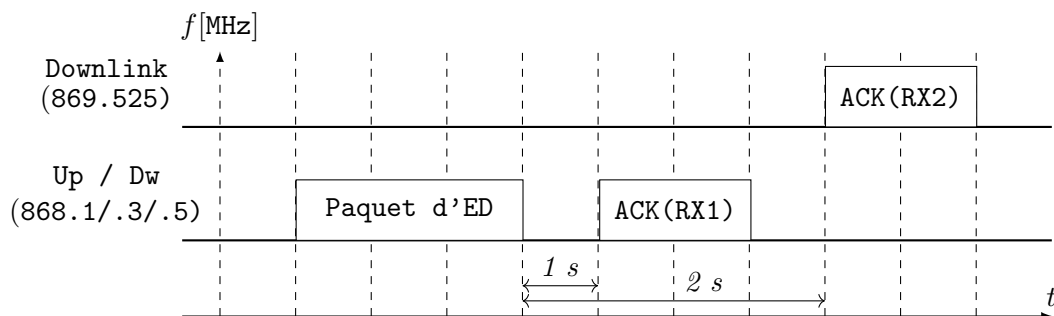 f[MHz]
Downlink
(869.525)
ACK(RX2)
Up / Dw
(868.1/.3/.5)
Paquet d'ED
ACK(RX1)
1 s
2 s
t